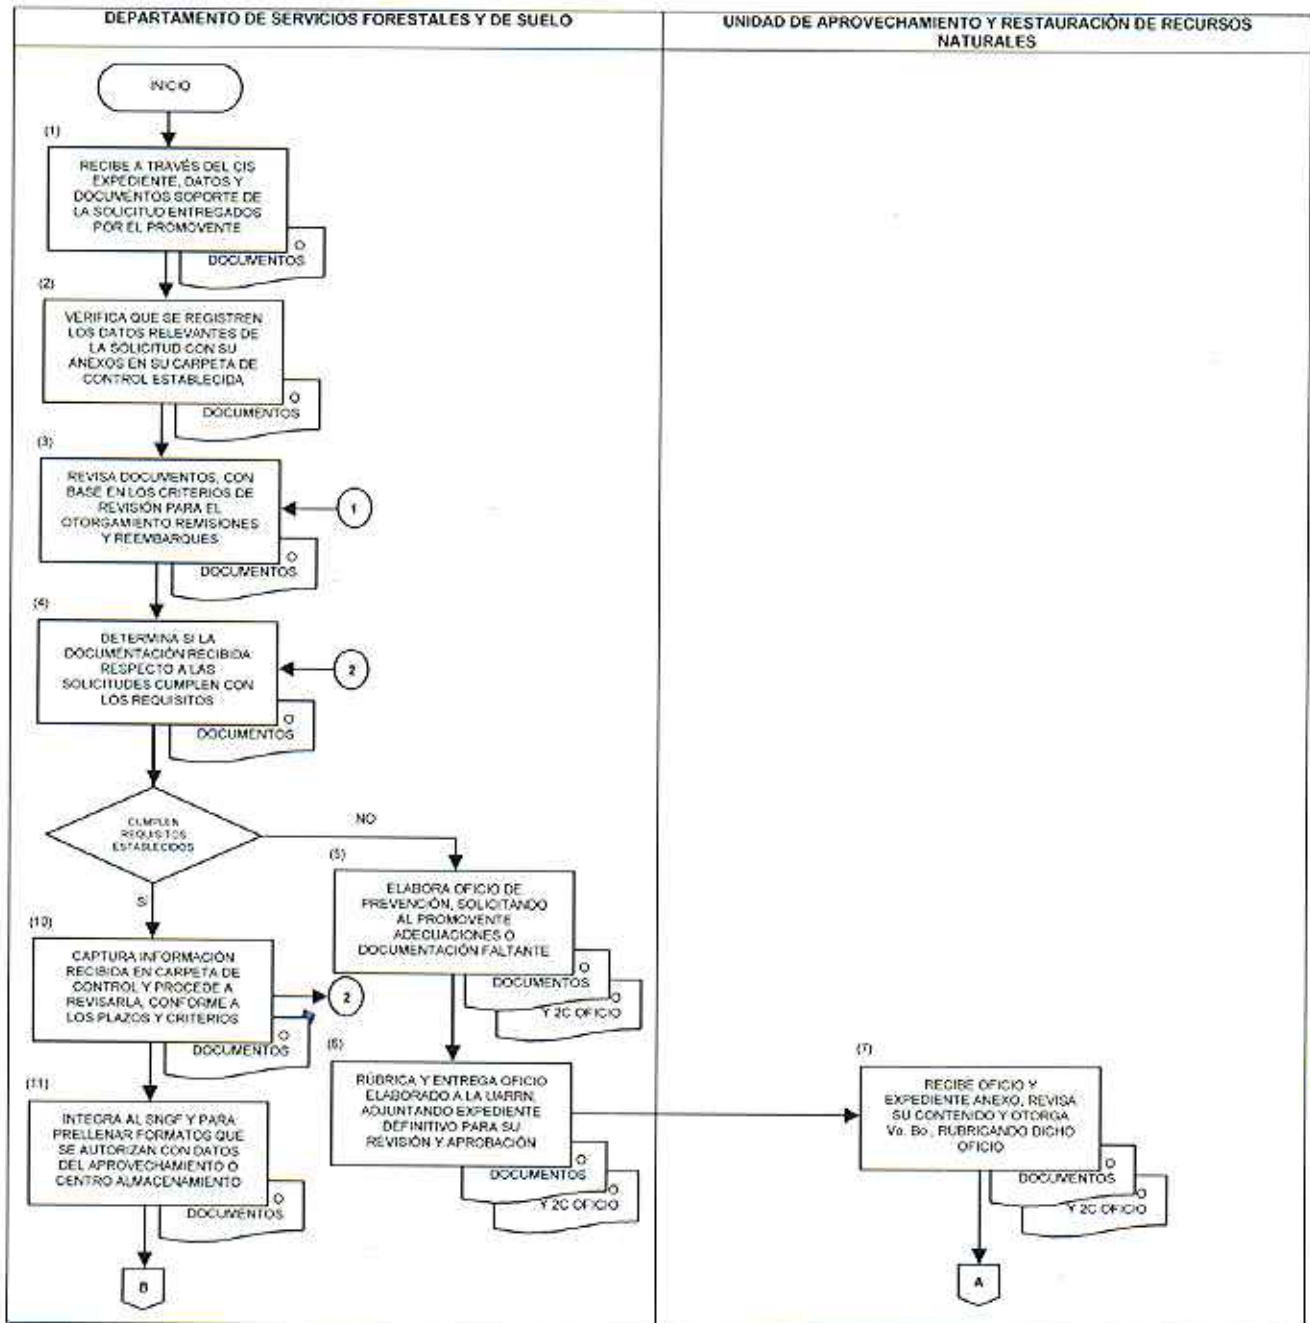 DEPARTAMENTO DE SERVICIOS FORESTALES Y DE SUELO
UNIDAD DE APROVECHAMIENTO Y RESTAURACIÓN DE RECURSOS
NATURALES
INICIO
(1)
RECIBE A TRAVÉS DEL CIS
EXPEDIENTE, DATOS Y
DOCUMENTOS SOPORTE DE
LA SOLICITUD ENTREGADOS
POR EL PROMOVENTE
O
DOCUMENTOS
(2)
VERIFICA QUE SE REGISTREN
LOS DATOS RELEVANTES DE
LA SOLICITUD CON SU
ANEXOS EN SU CARPETA DE
CONTROL ESTABLECIDA
O
DOCUMENTOS
(3)
REVISA DOCUMENTOS, CON
BASE EN LOS CRITERIOS DE
REVISIÓN PARA EL
OTORGAMIENTO REMISIONES
Y REEMBARQUES
1
O
DOCUMENTOS
(4)
DETERMINA SI LA
DOCUMENTACIÓN RECIBIDA
RESPECTO A LAS
SOLICITUDES CUMPLEN CON
LOS REQUISITOS
2
O
DOCUMENTOS
CUMPLEN
REQUISITOS
ESTABLECIDOS
NO
SI
(5)
ELABORA OFICIO DE
PREVENCIÓN, SOLICITANDO
AL PROMOVENTE
ADECUACIONES O
DOCUMENTACIÓN FALTANTE
O
DOCUMENTOS
O
Y 2C OFICIO
(10)
CAPTURA INFORMACIÓN
RECIBIDA EN CARPETA DE
CONTROL Y PROCEDE A
REVISARLA, CONFORME A
LOS PLAZOS Y CRITERIOS
2
O
DOCUMENTOS
(6)
RÚBRICA Y ENTREGA OFICIO
ELABORADO A LA UARRN,
ADJUNTANDO EXPEDIENTE
DEFINITIVO PARA SU
REVISIÓN Y APROBACIÓN
O
DOCUMENTOS
O
Y 2C OFICIO
(7)
RECIBE OFICIO Y
EXPEDIENTE ANEXO, REVISA
SU CONTENIDO Y OTORGA
Vo. Bo., RUBRICANDO DICHO
OFICIO
O
DOCUMENTOS
O
Y 2C OFICIO
(11)
INTEGRA AL SNGF Y PARA
PRELLENAR FORMATOS QUE
SE AUTORIZAN CON DATOS
DEL APROVECHAMIENTO O
CENTRO ALMACENAMIENTO
O
DOCUMENTOS
B
A